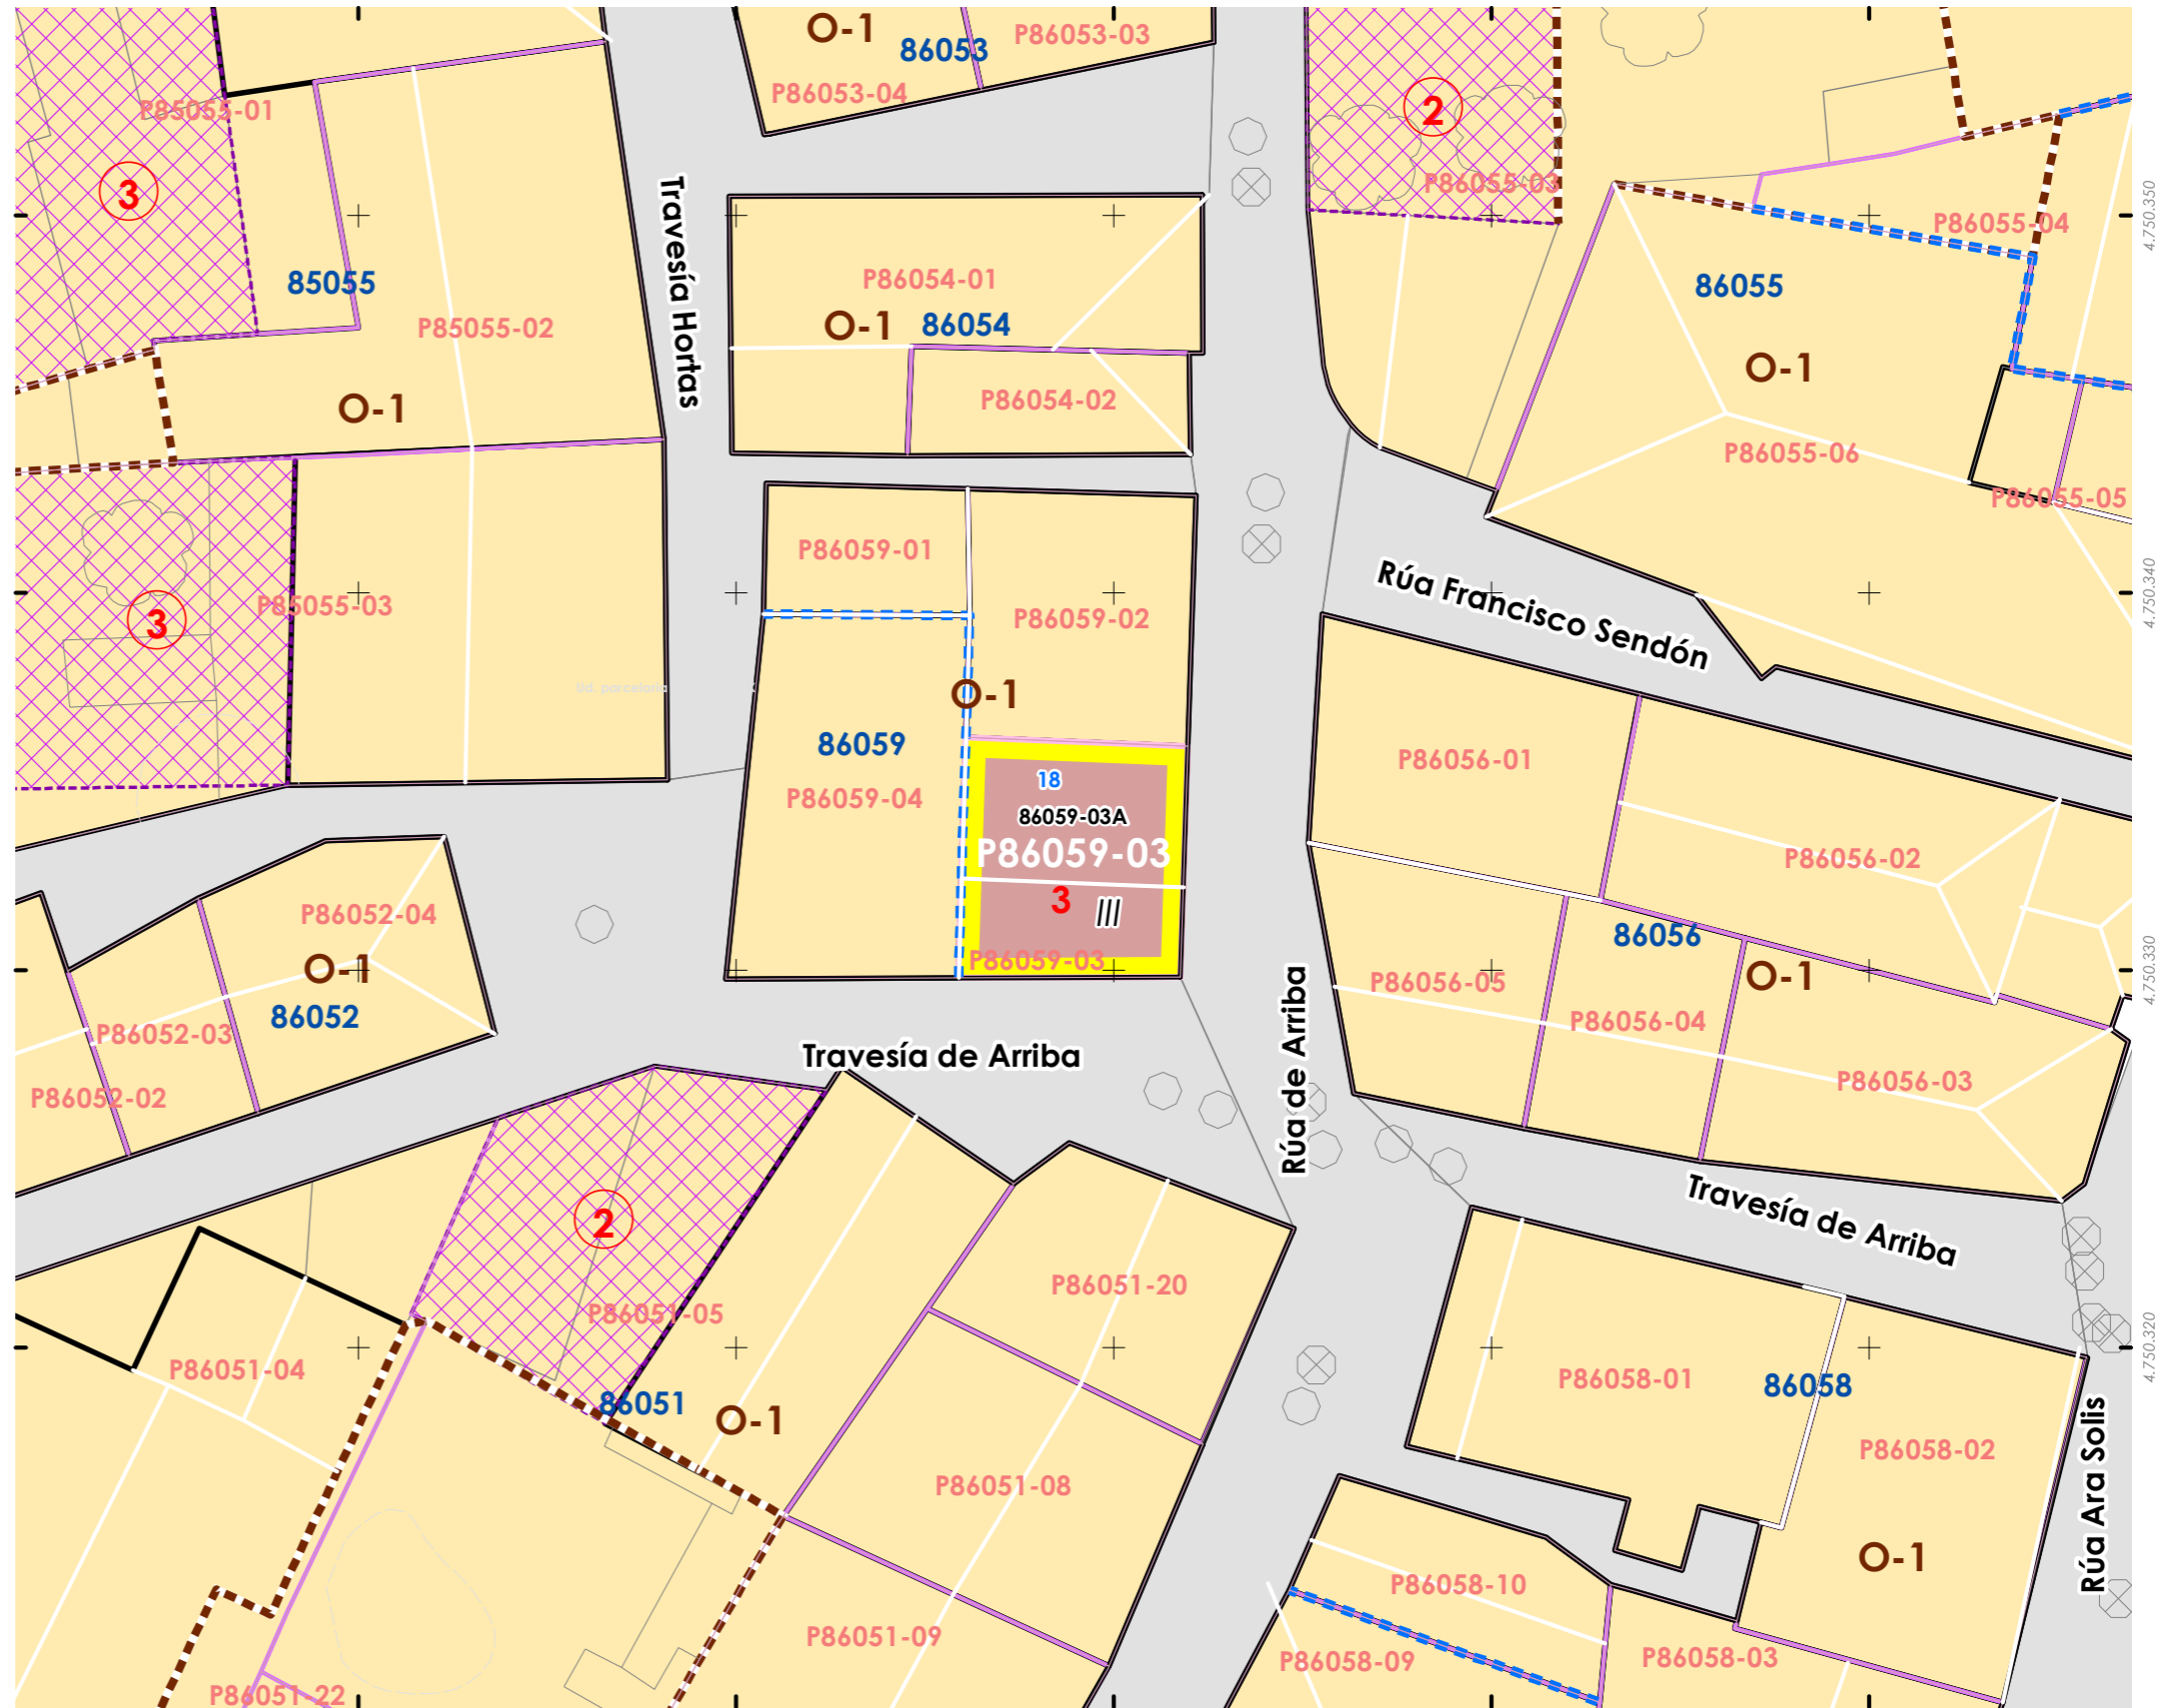 O-1
86053
P86053-03
P86053-04
P85055-01
2
3
P86055-03
Travesía Hortas
4.750.350
P86055-04
85055
P86054-01
86055
P85055-02
O-1
86054
O-1
O-1
P86054-02
P86055-06
P86055-05
P86059-01
4.750.340
Rúa Francisco Sendón
P85055-03
3
P86059-02
O-1
86059
P86056-01
18
P86059-04
86059-03A
P86059-03
P86056-02
3
III
P86052-04
86056
P86059-03
O-1
O-1
P86056-05
4.750.330
86052
P86052-03
P86056-04
Rúa de Arriba
Travesía de Arriba
P86056-03
P86052-02
Travesía de Arriba
2
P86051-20
P86051-05
4.750.320
P86051-04
P86058-01
86058
86051
O-1
P86058-02
P86051-08
Rúa Ara Solis
O-1
P86058-10
P86051-09
P86058-09
P86058-03
P86051-22